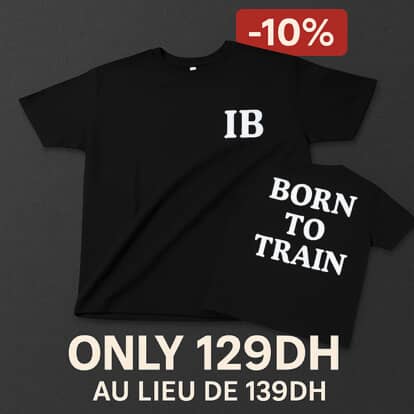 -10%
IB
BORN
TO
TRAIN
ONLY 129DH
AU LIEU DE 139DH